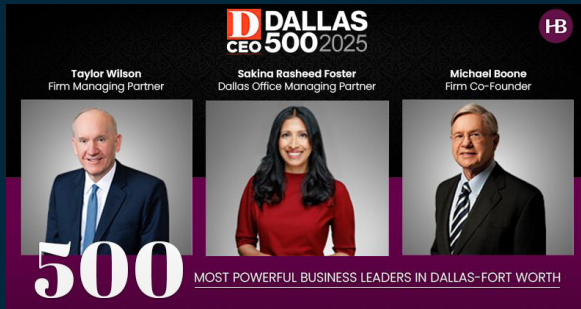 D CEO DALLAS 500 2025
HB
Taylor Wilson
Firm Managing Partner
Sakina Rasheed Foster
Dallas Office Managing Partner
Michael Boone
Firm Co-Founder
500
MOST POWERFUL BUSINESS LEADERS IN DALLAS-FORT WORTH